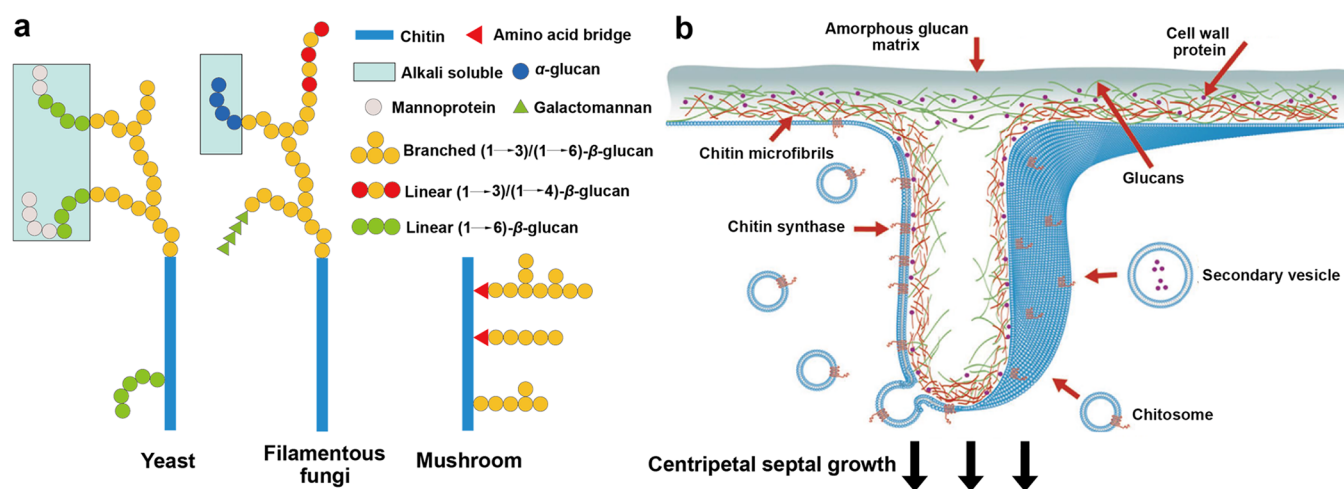 a
Chitin
Amino acid bridge
Alkali soluble
α-glucan
Mannoprotein
Galactomannan
Branched (1→3)/(1→6)-β-glucan
Linear (1→3)/(1→4)-β-glucan
Linear (1→6)-β-glucan
Yeast
Filamentous
fungi
Mushroom
b
Amorphous glucan
matrix
Cell wall
protein
Chitin microfibrils
Glucans
Chitin synthase
Secondary vesicle
Chitosome
Centripetal septal growth